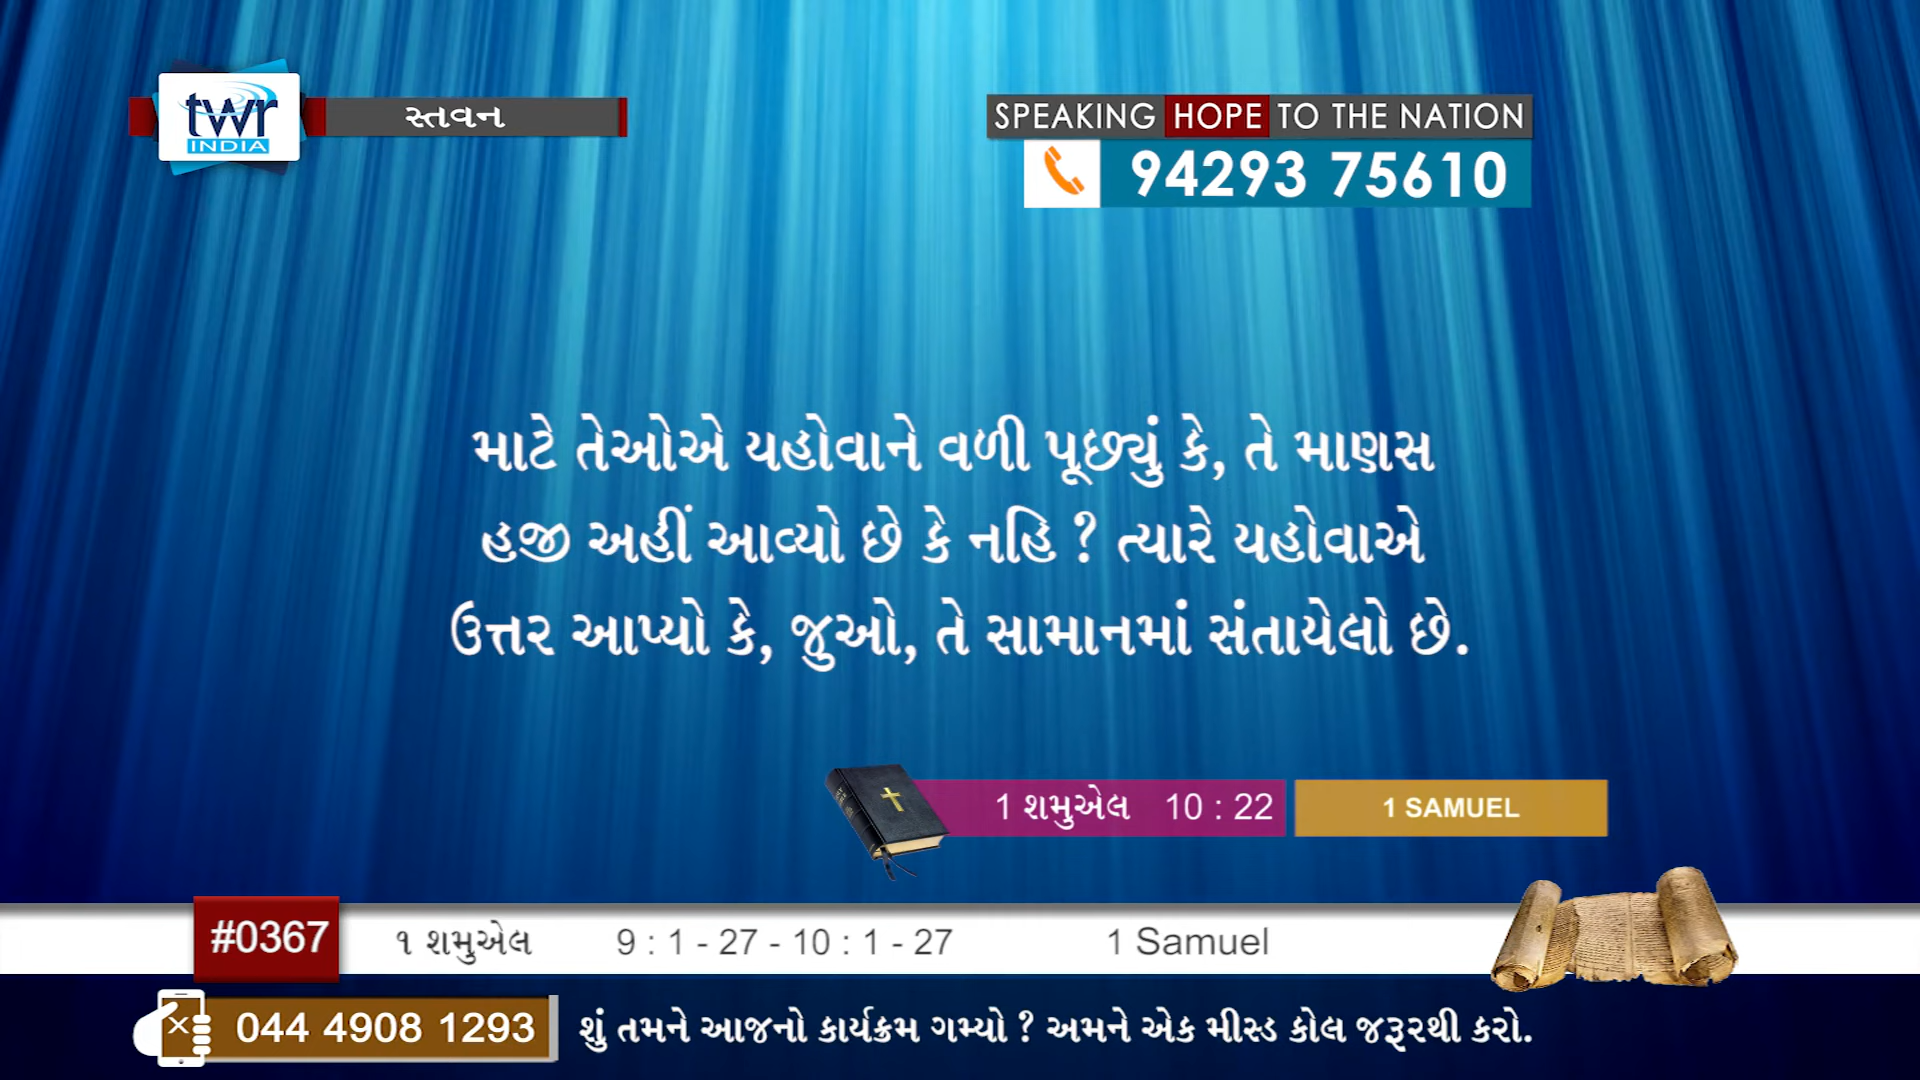 twr
INDIA
સ્તવન
SPEAKING HOPE TO THE NATION
94293 75610
માટે તેઓએ યહોવાને વળી પૂછ્યું કે, તે માણસ
હજી અહીં આવ્યો છે કે નહિ ? ત્યારે યહોવાએ
ઉત્તર આપ્યો કે, જુઓ, તે સામાનમાં સંતાયેલો છે.
1 શમુએલ 10 : 22
1 SAMUEL
#0367
૧ શમુએલ 9 : 1 - 27 - 10 : 1 - 27 1 Samuel
044 4908 1293
શું તમને આજનો કાર્યક્રમ ગમ્યો ? અમને એક મીસ્ડ કોલ જરૂરથી કરો.